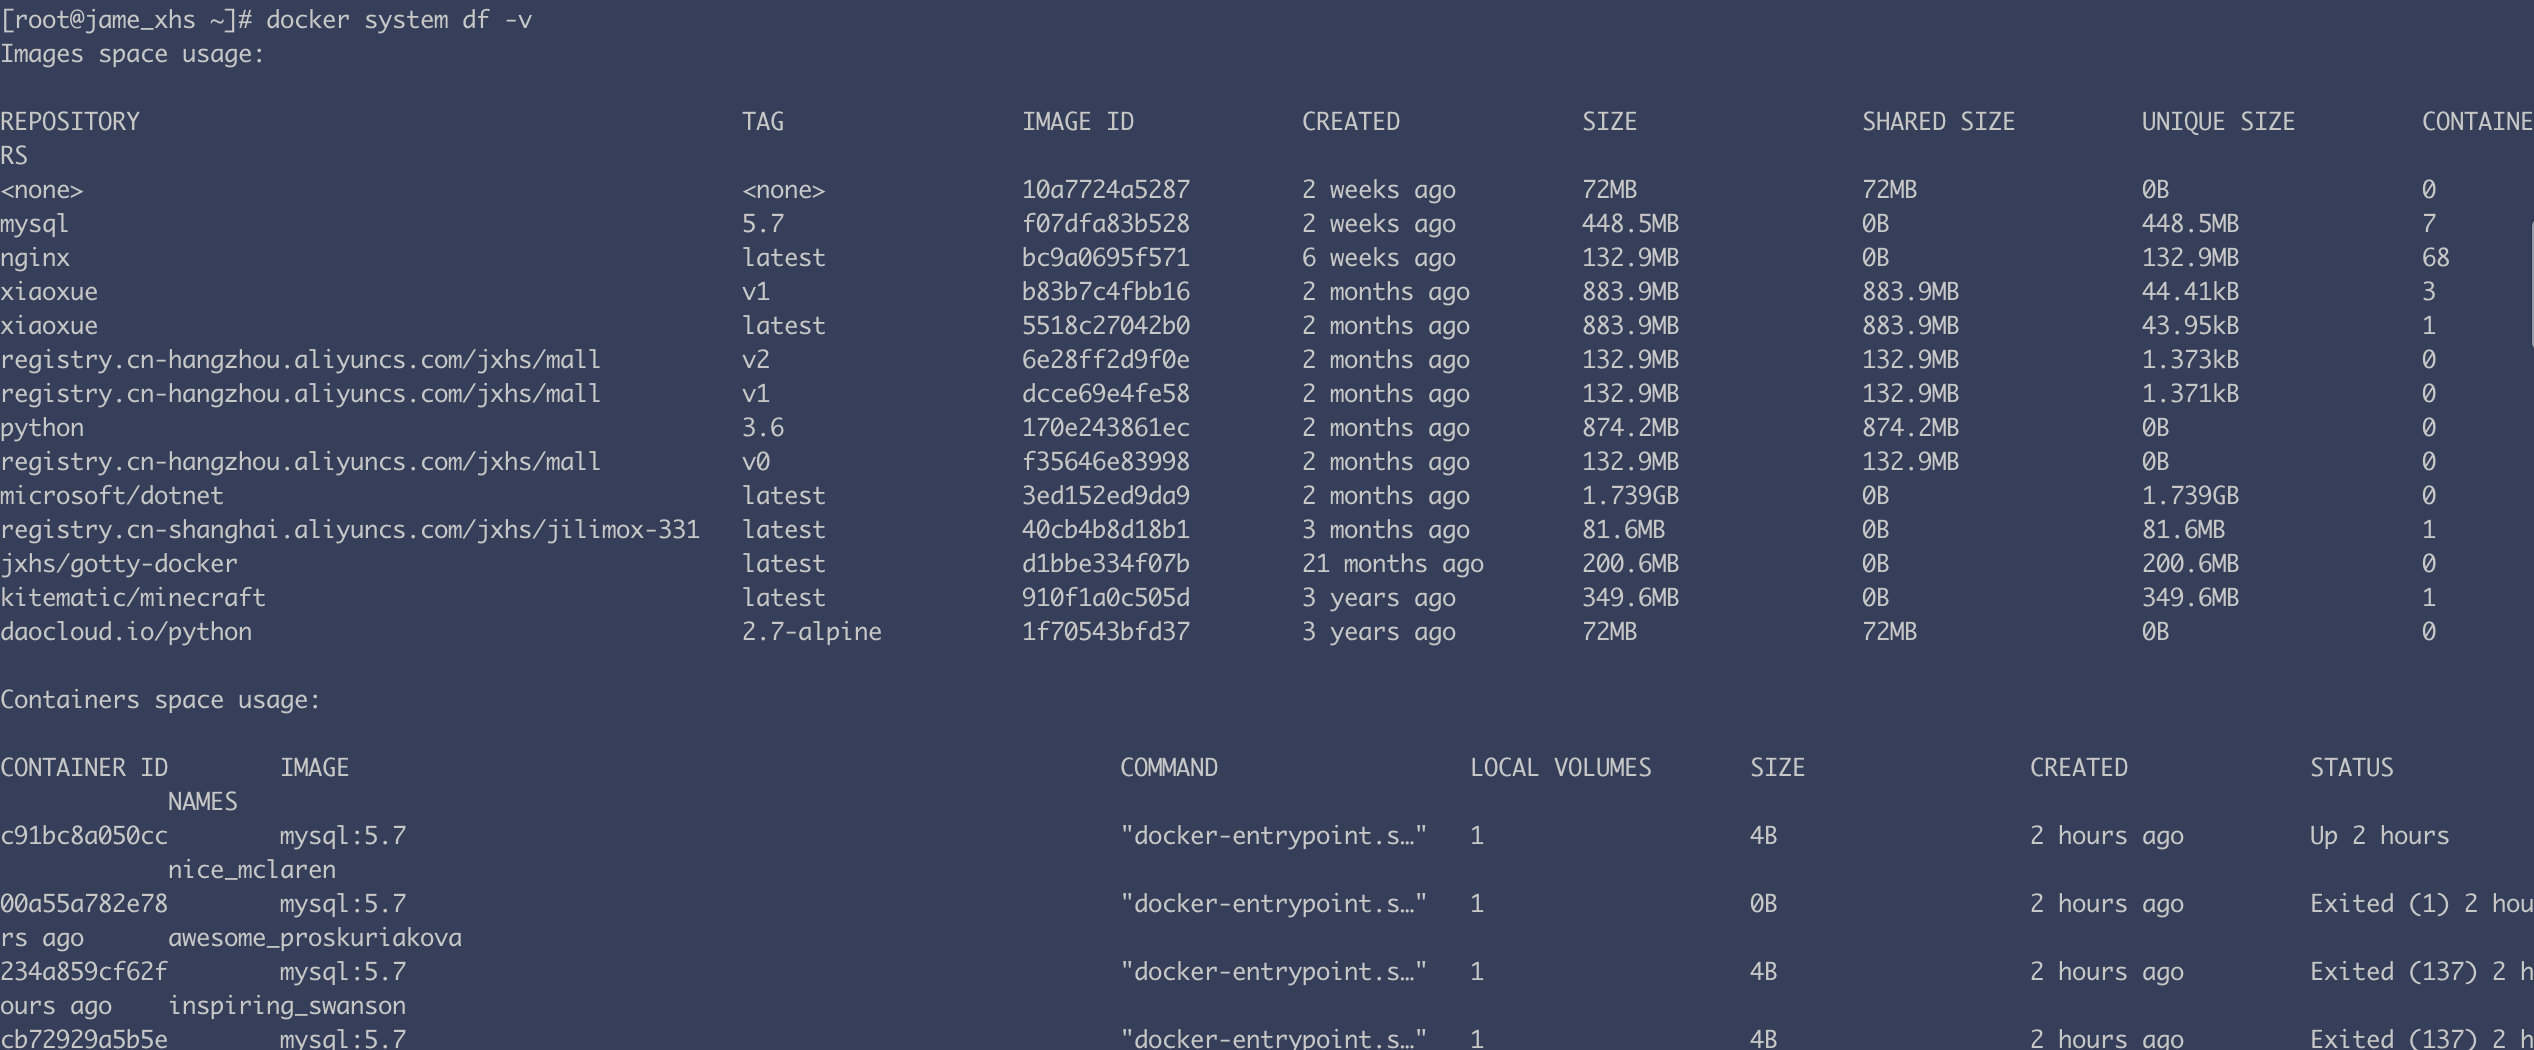 [root@jame_xhs ~]# docker system df -v
Images space usage:
REPOSITORY TAG IMAGE ID CREATED SIZE SHARED SIZE UNIQUE SIZE CONTAINE
RS
<none> <none> 10a7724a5287 2 weeks ago 72MB 72MB 0B 0
mysql 5.7 f07dfa83b528 2 weeks ago 448.5MB 0B 448.5MB 7
nginx latest bc9a0695f571 6 weeks ago 132.9MB 0B 132.9MB 68
xiaoxue v1 b83b7c4fbb16 2 months ago 883.9MB 883.9MB 44.41kB 3
xiaoxue latest 5518c27042b0 2 months ago 883.9MB 883.9MB 43.95kB 1
registry.cn-hangzhou.aliyuncs.com/jxhs/mall v2 6e28ff2d9f0e 2 months ago 132.9MB 132.9MB 1.373kB 0
registry.cn-hangzhou.aliyuncs.com/jxhs/mall v1 dcce69e4fe58 2 months ago 132.9MB 132.9MB 1.371kB 0
python 3.6 170e243861ec 2 months ago 874.2MB 874.2MB 0B 0
registry.cn-hangzhou.aliyuncs.com/jxhs/mall v0 f35646e83998 2 months ago 132.9MB 132.9MB 0B 0
microsoft/dotnet latest 3ed152ed9da9 2 months ago 1.739GB 0B 1.739GB 0
registry.cn-shanghai.aliyuncs.com/jxhs/jilimox-331 latest 40cb4b8d18b1 3 months ago 81.6MB 0B 81.6MB 1
jxhs/gotty-docker latest d1bbe334f07b 21 months ago 200.6MB 0B 200.6MB 0
kitematic/minecraft latest 910f1a0c505d 3 years ago 349.6MB 0B 349.6MB 1
daocloud.io/python 2.7-alpine 1f70543bfd37 3 years ago 72MB 72MB 0B 0
Containers space usage:
CONTAINER ID IMAGE COMMAND LOCAL VOLUMES SIZE CREATED STATUS
NAMES
c91bc8a050cc mysql:5.7 "docker-entrypoint.s…" 1 4B 2 hours ago Up 2 hours
nice_mclaren
00a55a782e78 mysql:5.7 "docker-entrypoint.s…" 1 0B 2 hours ago Exited (1) 2 hou
rs ago awesome_proskuriakova
234a859cf62f mysql:5.7 "docker-entrypoint.s…" 1 4B 2 hours ago Exited (137) 2 h
ours ago inspiring_swanson
cb72929a5b5e mysql:5.7 "docker-entrypoint.s…" 1 4B 2 hours ago Exited (137) 2 h